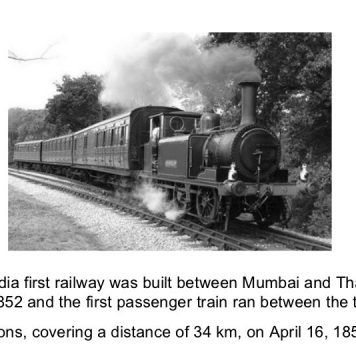 dia first railway was built between Mumbai and Th
852 and the first passenger train ran between the t
ons, covering a distance of 34 km, on April 16, 185